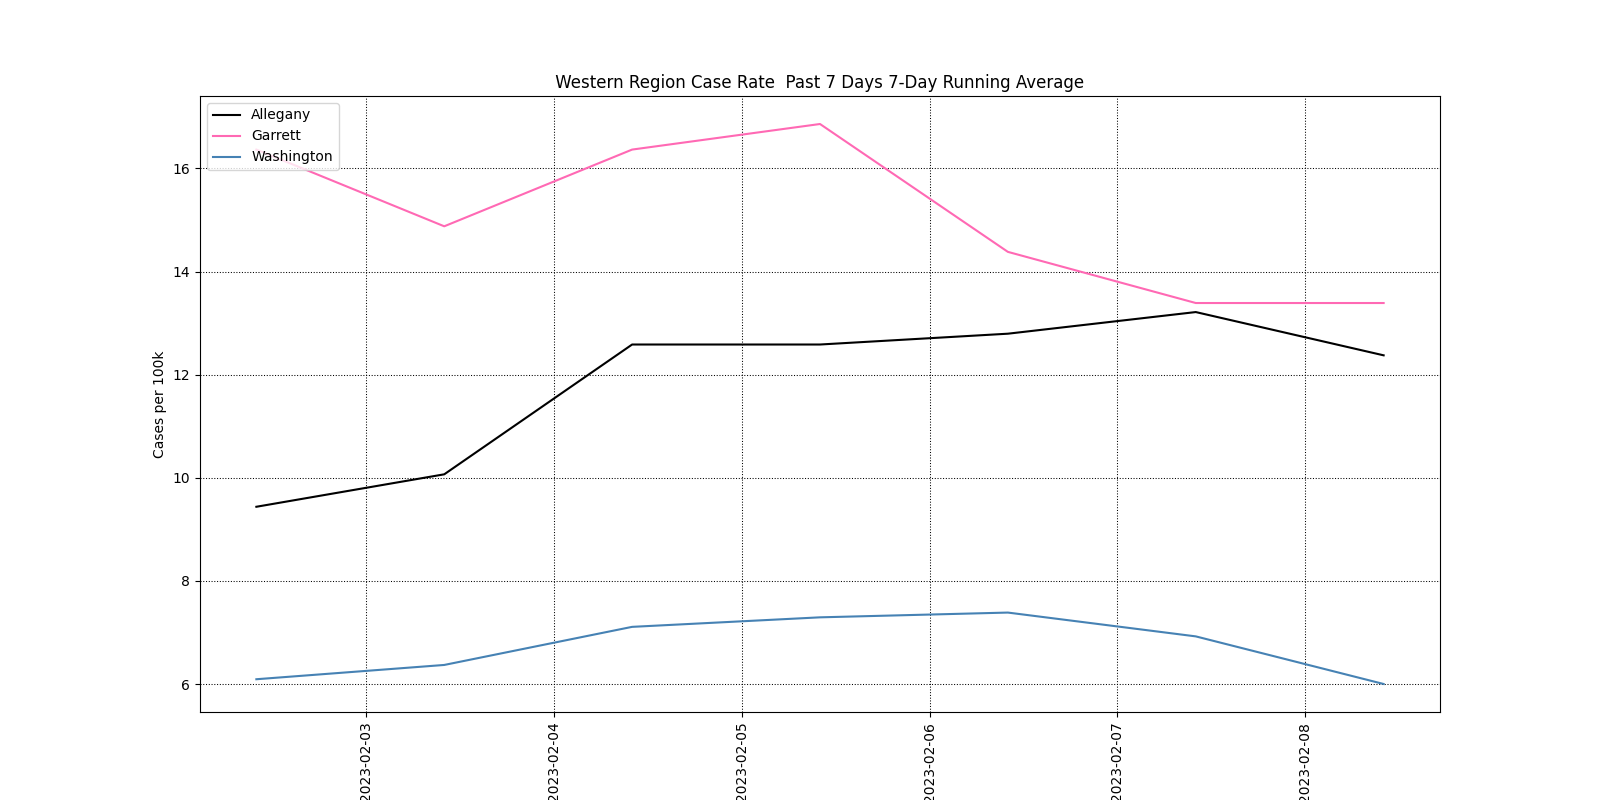 Western Region Case Rate  Past 7 Days 7-Day Running Average
Allegany
Garrett
Washington
Cases per 100k
16
14
12
10
8
6
2023-02-03
2023-02-04
2023-02-05
2023-02-06
2023-02-07
2023-02-08